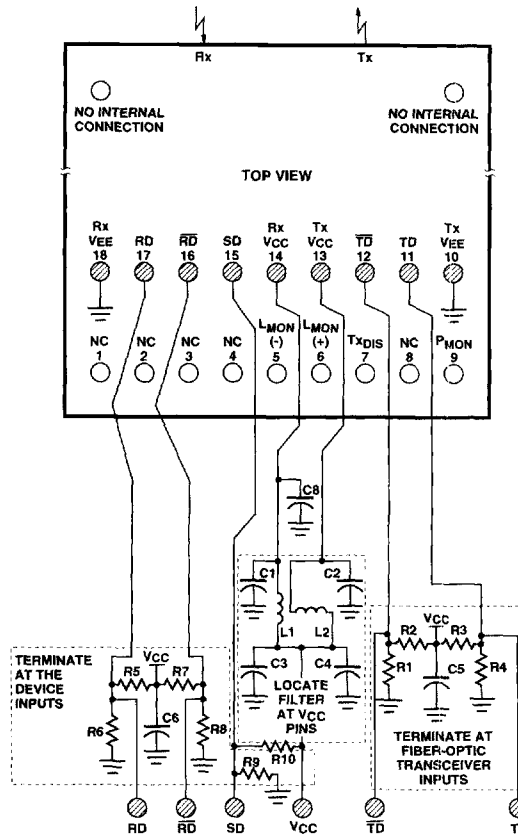 Rx Tx
NO INTERNAL
CONNECTION
NO INTERNAL
CONNECTION
TOP VIEW
Rx
VEE
18
RD
17
RD
16
SD
15
Rx
VCC
14
Tx
VCC
13
TD
12
TD
11
Tx
VEE
10
NC
1
NC
2
NC
3
NC
4
LMON
(-)
5
LMON
(+)
6
TxDIS
7
NC
8
PMON
9
C8
C1
C2
L1
L2
C3
C4
LOCATE
FILTER
AT VCC
PINS
TERMINATE
AT THE
DEVICE
INPUTS
R5
VCC
R7
R6
C6
R8
R10
R9
R2
VCC
R3
R1
C5
R4
TERMINATE AT
FIBER-OPTIC
TRANSCEIVER
INPUTS
RD
RD
SD
VCC
TD
T